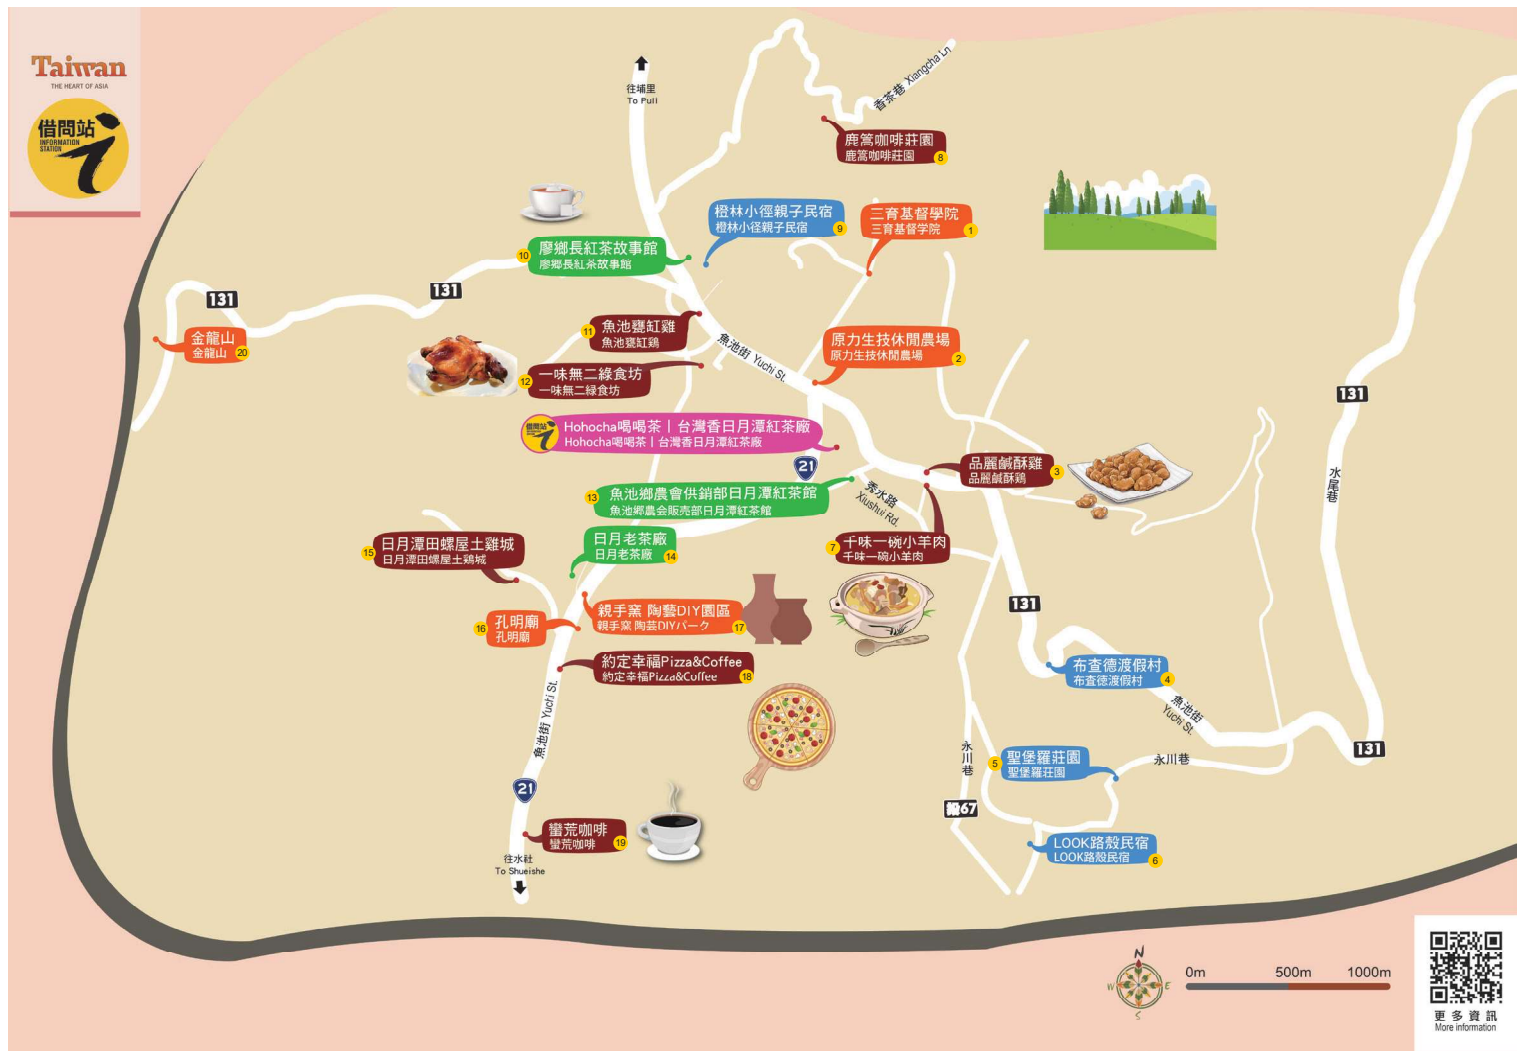 Taiwan
THE HEART OF ASIA
借問站
INFORMATION
STATION
往埔里
To Puli
香茶巷 Xiangcha Ln
鹿篙咖啡莊園
鹿篙咖啡莊園
8
橙林小徑親子民宿
橙林小徑親子民宿
9
三育基督學院
三育基督學院
1
10
廖鄉長紅茶故事館
廖鄉長紅茶故事館
131
131
金龍山
金龍山
20
11
魚池甕缸雞
魚池甕缸鶏
魚池街 Yuchi St.
原力生技休閒農場
原力生技休閒農場
2
12
一味無二綠食坊
一味無二緑食坊
131
借問站
Hohocha喝喝茶丨台灣香日月潭紅茶廠
Hohocha喝喝茶丨台灣香日月潭紅茶廠
21
品麗鹹酥雞
品麗鹹酥鶏
3
水尾巷
13
魚池鄉農會供銷部日月潭紅茶館
魚池鄉農会販売部日月潭紅茶館
秀水路
Xiushui Rd.
15
日月潭田螺屋土雞城
日月潭田螺屋土鶏城
日月老茶廠
日月老茶廠
14
7
千味一碗小羊肉
千味一碗小羊肉
131
16
孔明廟
孔明廟
親手窯 陶藝DIY園區
親手窯 陶芸DIYパーク
17
約定幸福Pizza&Coffee
約定幸福Pizza&Coffee
18
布查德渡假村
布查德渡假村
4
魚池街
Yuchi St.
魚池街 Yuchi St.
永川巷
5
聖堡羅莊園
聖堡羅莊園
永川巷
131
21
投67
蠻荒咖啡
蠻荒咖啡
19
LOOK路殼民宿
LOOK路殼民宿
6
往水社
To Shueishe
N
W
E
S
0m
500m
1000m
更多資訊
More information